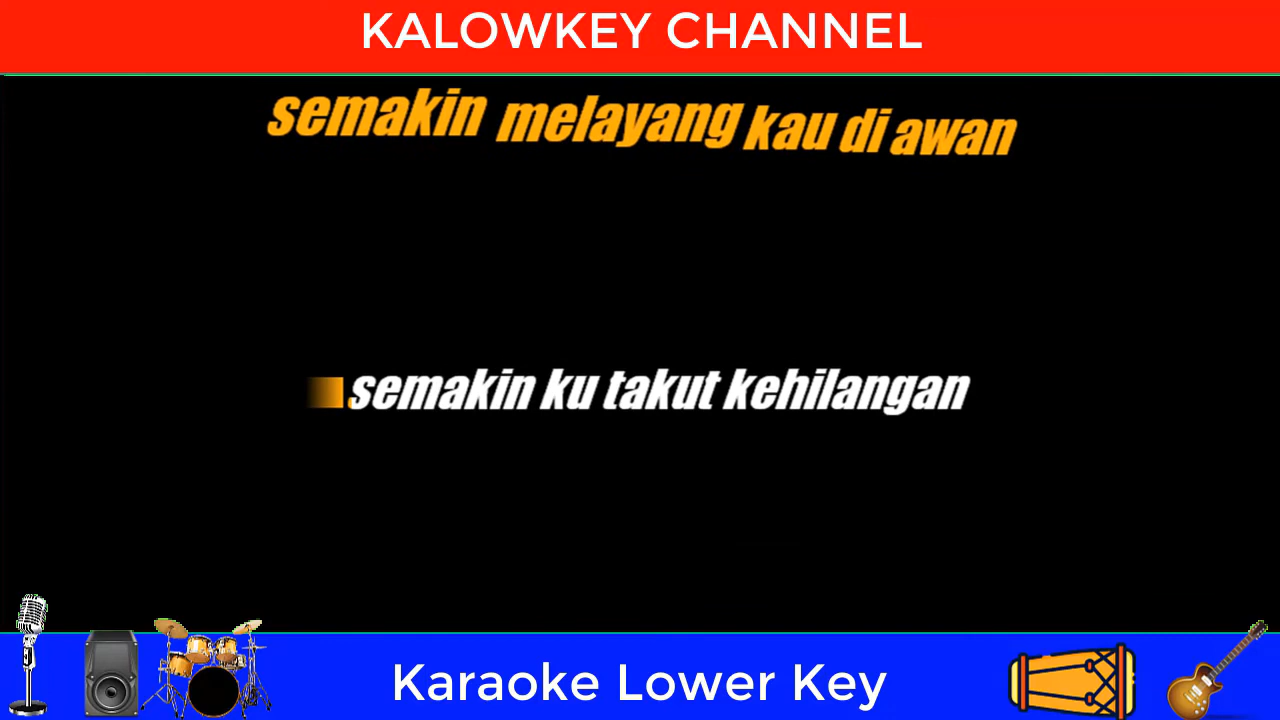 KALOWKEY CHANNEL
semakin melayang kau di awan
semakin ku takut kehilangan
Karaoke Lower Key